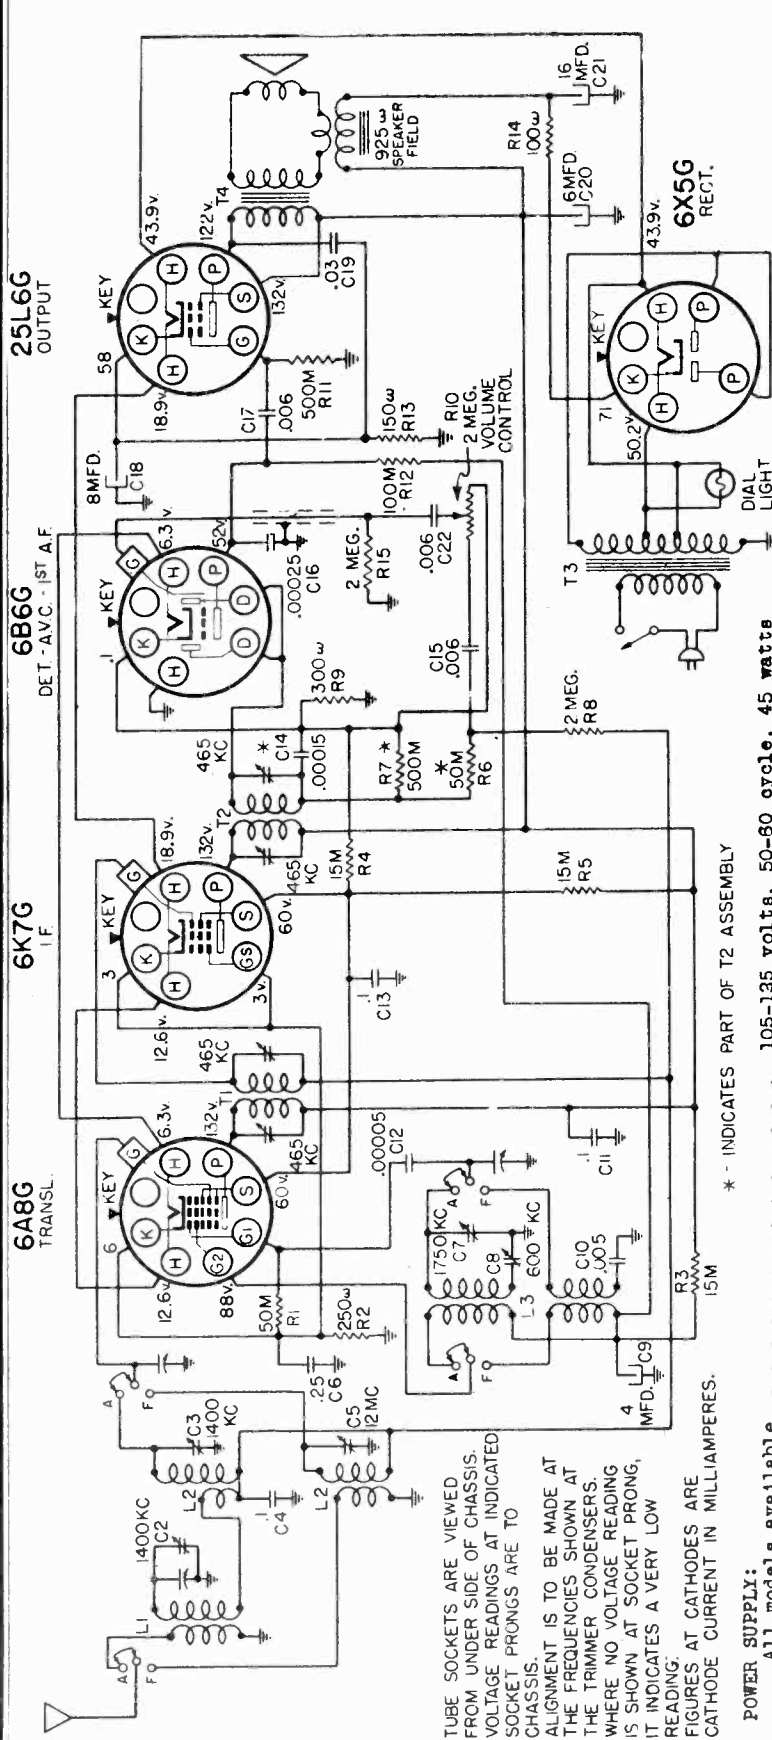 6A8G
TRANSL.
6K7G
I.F.
6B6G
DET.-A.V.C.-1ST A.F.
25L6G
OUTPUT
KEY
6
G
H
K
H
P
G2
G1
S
6.3v.
132v.
12.6v.
88v.
60v.
KEY
3
G
H
K
H
P
GS
S
18.9v.
132v.
12.6v.
3v.
60v.
KEY
.1
G
H
K
H
P
D
D
6.3v.
52v.
KEY
58
H
K
H
P
G
S
43.9v.
122v.
18.9v.
132v.
6X5G
RECT.
KEY
71
H
K
H
P
P
43.9v.
50.2v.
L1
1400KC
C2
A
F
L2
C3
1400
KC
.1
C4
L2
C5
12MC
A
F
.25
C6
50M
R1
250ω
R2
T1
465
KC
465
KC
.00005
C12
1750 KC
C7
C8
600 KC
A
F
A
F
L3
C10
.005
4
MFD.
C9
R3
15M
.1
C11
.1
C13
15M
R4
15M
R5
T2
465
KC
465
KC
*
C14
.00015
300ω
R9
R7 *
500M
*
50M
R6
2 MEG.
R8
C15
.006
.006
C22
2 MEG.
R15
.00025
C16
8MFD.
C18
100M
R12
150ω
R13
R10
2 MEG.
VOLUME
CONTROL
C17
.006
500M
R11
.03
C19
T4
925ω
SPEAKER
FIELD
R14
100ω
16
MFD.
C21
6MFD.
C20
T3
DIAL
LIGHT
* - INDICATES PART OF T2 ASSEMBLY
TUBE SOCKETS ARE VIEWED
FROM UNDER SIDE OF CHASSIS.
VOLTAGE READINGS AT INDICATED
SOCKET PRONGS ARE TO
CHASSIS.
ALIGNMENT IS TO BE MADE AT
THE FREQUENCIES SHOWN AT
THE TRIMMER CONDENSERS.
WHERE NO VOLTAGE READING
IS SHOWN AT SOCKET PRONG,
IT INDICATES A VERY LOW
READING.
FIGURES AT CATHODES ARE
CATHODE CURRENT IN MILLIAMPERES.
POWER SUPPLY:
All models available
105-135 volts, 50-60 cycle, 45 watts